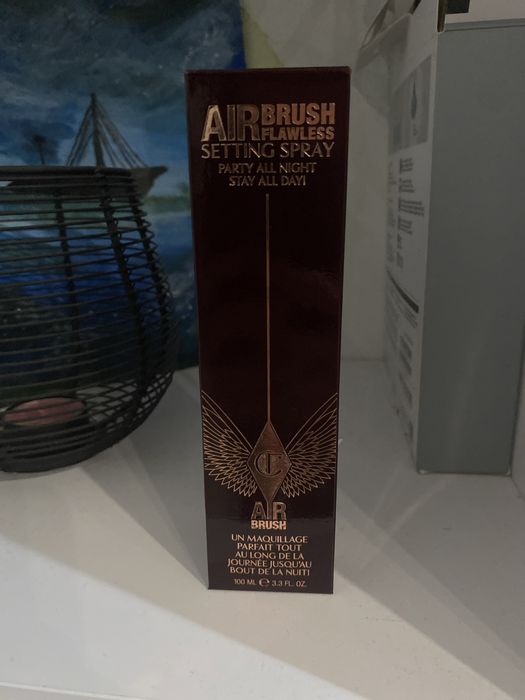 AIRBRUSH
FLAWLESS
SETTING SPRAY
PARTY ALL NIGHT
STAY ALL DAY!
CT
AIR
BRUSH
UN MAQUILLAGE
PARFAIT TOUT
AU LONG DE LA
JOURNÉE JUSQU'AU
BOUT DE LA NUIT!
100 ML ℮ 3.3 FL. OZ.